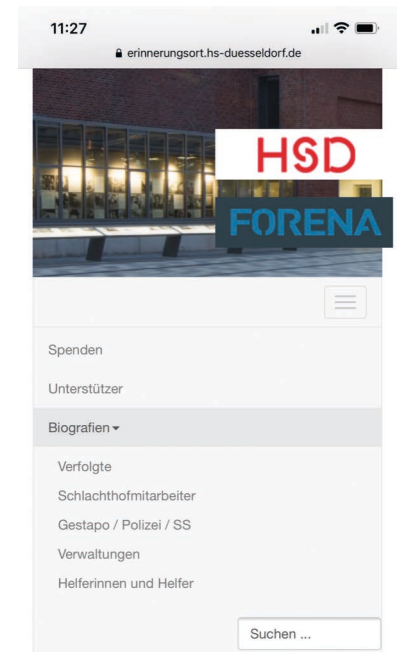 11:27
erinnerungsort.hs-duesseldorf.de
HSD
FORENA
Spenden
Unterstützer
Biografien
Verfolgte
Schlachthofmitarbeiter
Gestapo / Polizei / SS
Verwaltungen
Helferinnen und Helfer
Suchen ...